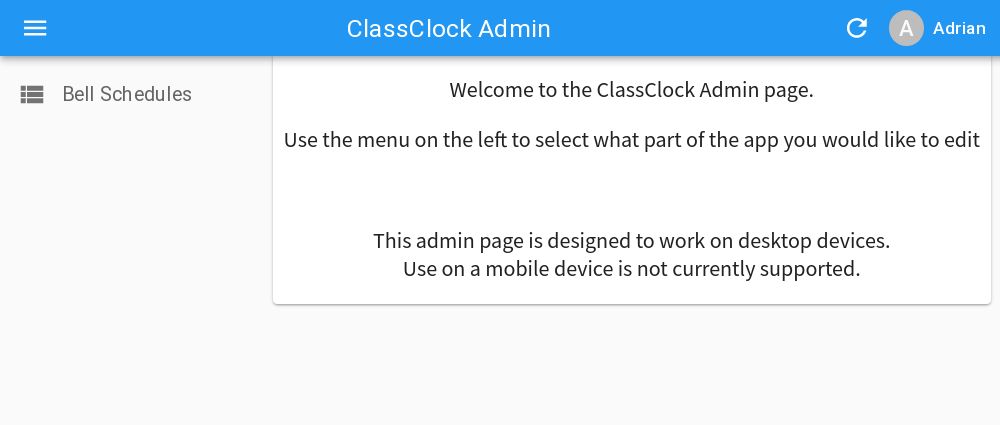 ClassClock Admin
A
Adrian
Bell Schedules
Welcome to the ClassClock Admin page.
Use the menu on the left to select what part of the app you would like to edit
This admin page is designed to work on desktop devices.
Use on a mobile device is not currently supported.